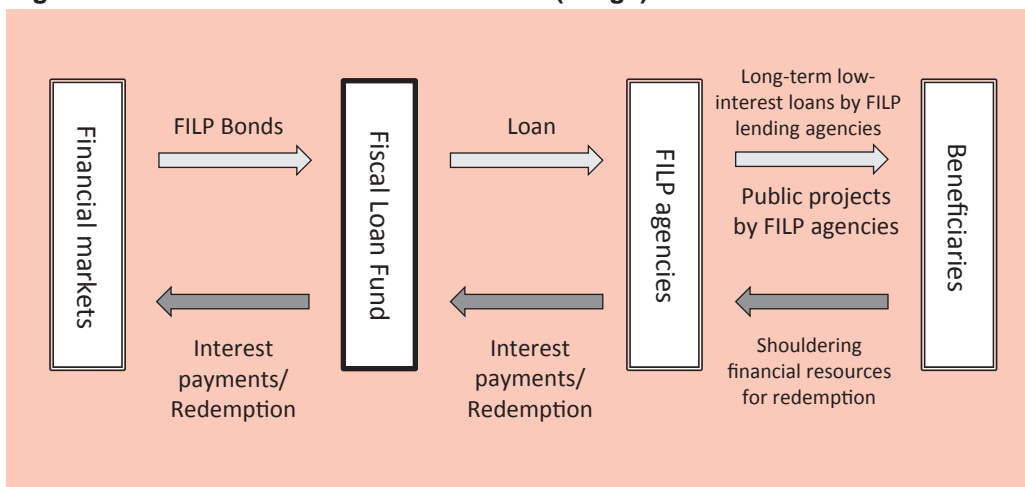 Financial markets
FILP Bonds
Interest
payments/
Redemption
Fiscal Loan Fund
Loan
Interest
payments/
Redemption
FILP agencies
Long-term low-
interest loans by FILP
lending agencies
Public projects
by FILP agencies
Shouldering
financial resources
for redemption
Beneficiaries